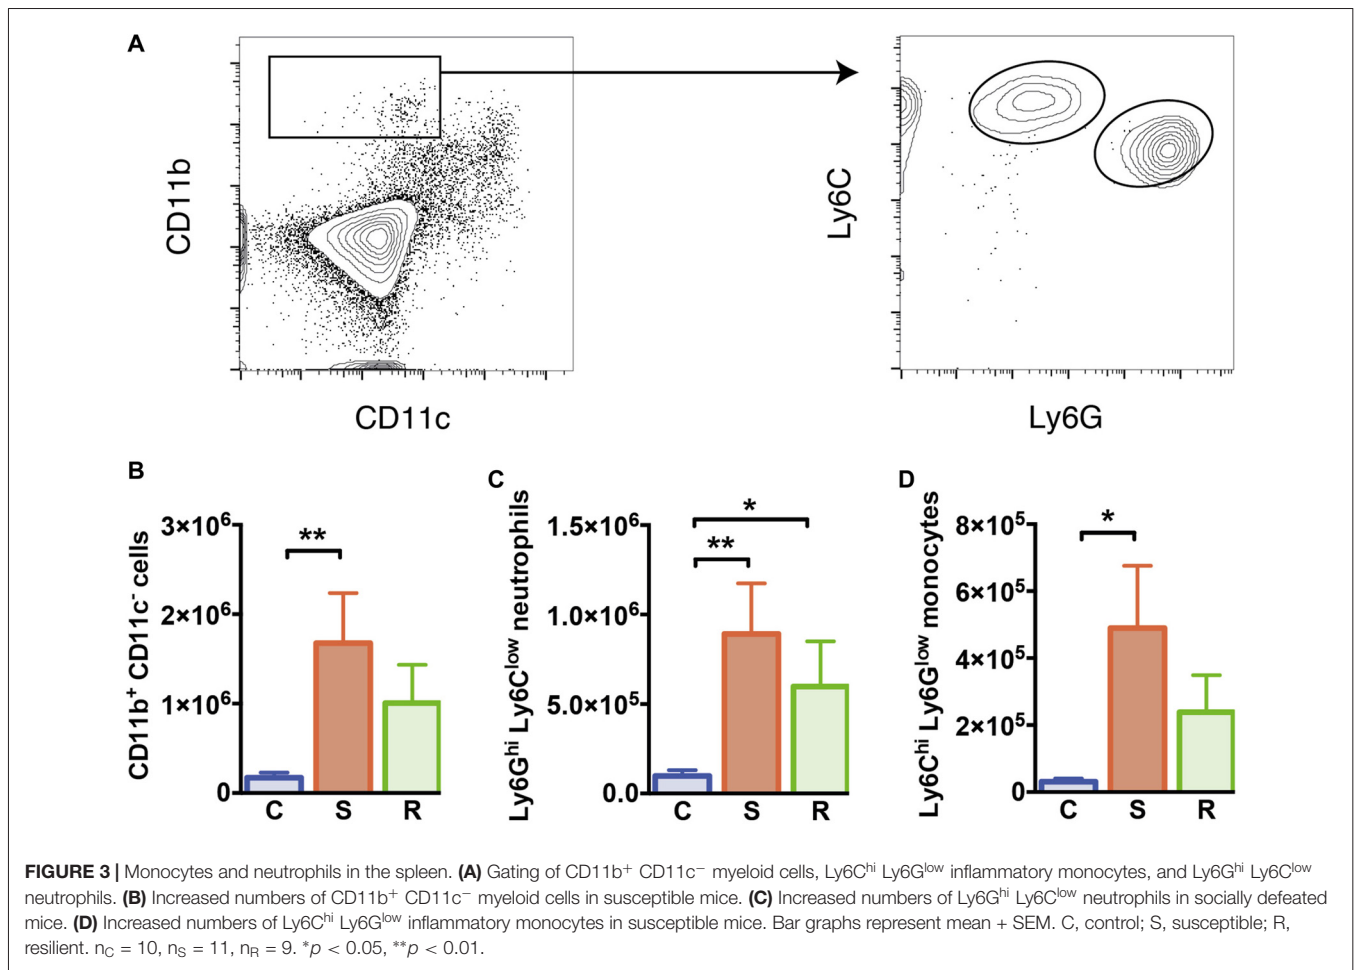 A
CD11b
CD11c
Ly6C
Ly6G
B
CD11b⁺ CD11c⁻ cells
3×10⁶
2×10⁶
1×10⁶
0
**
C S R
C
Ly6Gʰⁱ Ly6Cˡᵒʷ neutrophils
1.5×10⁶
1.0×10⁶
5.0×10⁵
0.0
*
**
C S R
D
Ly6Cʰⁱ Ly6Gˡᵒʷ monocytes
8×10⁵
6×10⁵
4×10⁵
2×10⁵
0
*
C S R
FIGURE 3 | Monocytes and neutrophils in the spleen. (A) Gating of CD11b⁺ CD11c⁻ myeloid cells, Ly6Cʰⁱ Ly6Gˡᵒʷ inflammatory monocytes, and Ly6Gʰⁱ Ly6Cˡᵒʷ
neutrophils. (B) Increased numbers of CD11b⁺ CD11c⁻ myeloid cells in susceptible mice. (C) Increased numbers of Ly6Gʰⁱ Ly6Cˡᵒʷ neutrophils in socially defeated
mice. (D) Increased numbers of Ly6Cʰⁱ Ly6Gˡᵒʷ inflammatory monocytes in susceptible mice. Bar graphs represent mean + SEM. C, control; S, susceptible; R,
resilient. n_C = 10, n_S = 11, n_R = 9. *p < 0.05, **p < 0.01.